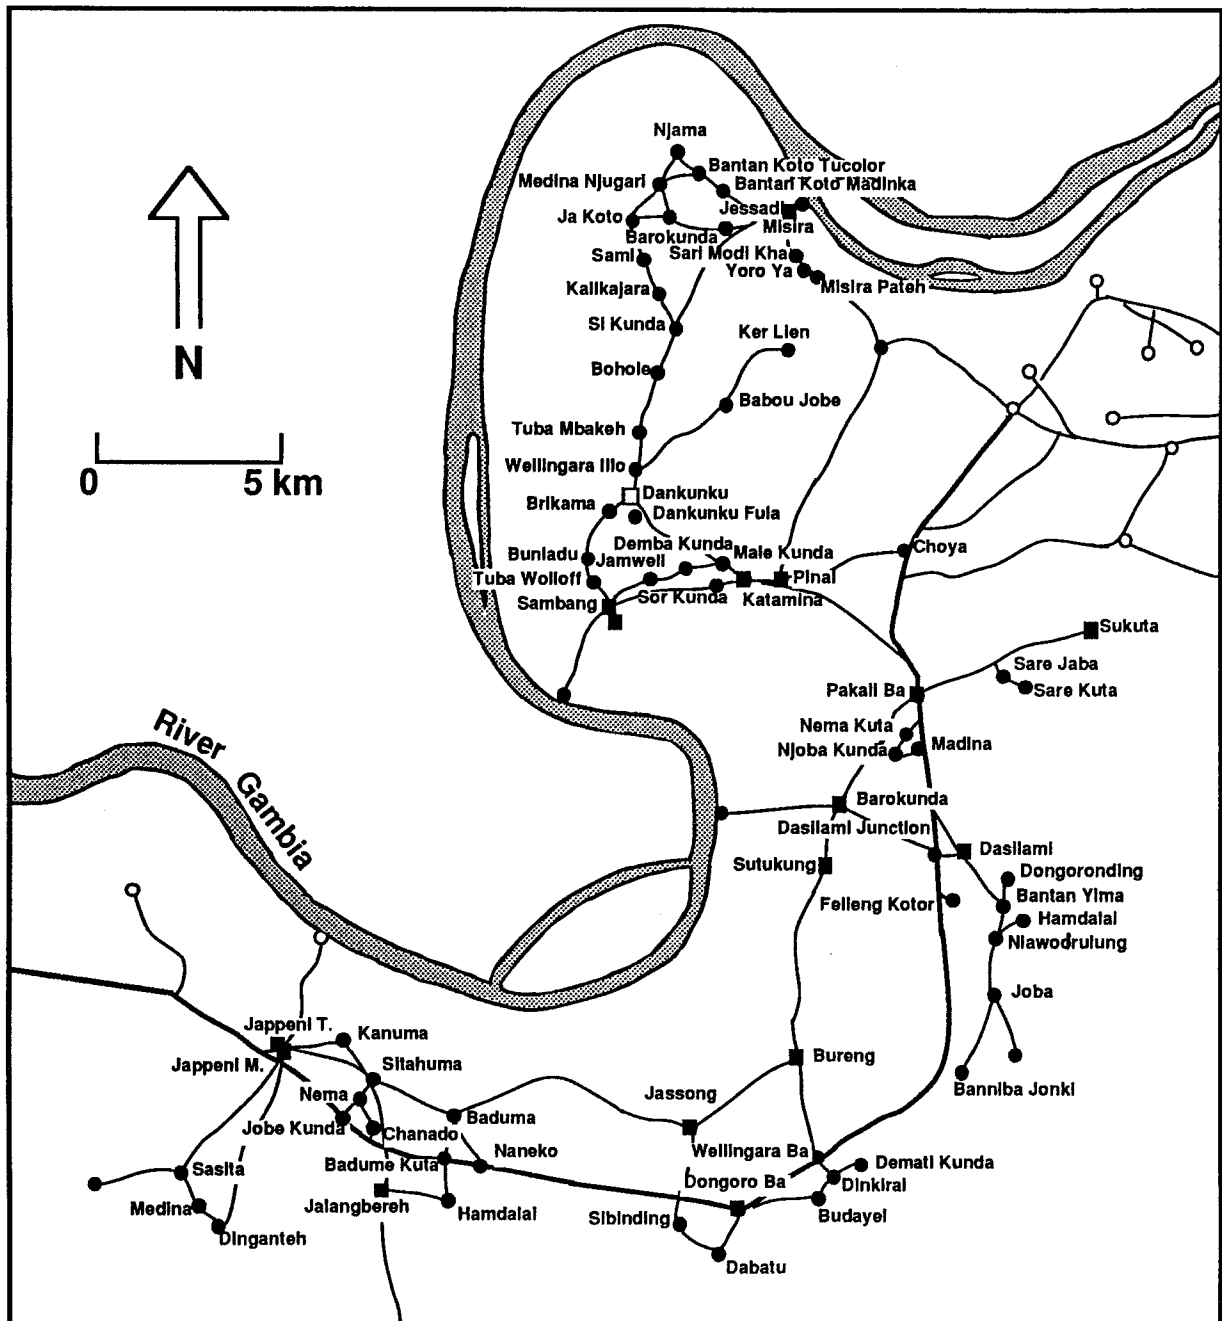 Njama
Bantan Koto Tucolor
Medina Njugari
Bantan Koto Madinka
Ja Koto
Jessadi
Misira
Barokunda
Sami
Sari Modi Kha
Yoro Ya
Misira Pateh
Kalikajara
Si Kunda
Ker Lien
N
Bohole
Babou Jobe
Tuba Mbakeh
Wellingara Illo
0
5 km
Dankunku
Brikama
Dankunku Fula
Demba Kunda
Male Kunda
Choya
Buniadu
Jamweli
Pinai
Tuba Wolloff
Sor Kunda
Katamina
Sambang
Sukuta
Sare Jaba
Pakali Ba
Sare Kuta
River
Gambia
Nema Kuta
Njoba Kunda
Madina
Barokunda
Dasilami Junction
Dasilami
Sutukung
Dongoronding
Bantan Yima
Felleng Kotor
Hamdalai
Niawodrulung
Joba
Jappeni T.
Kanuma
Jappeni M.
Sitahuma
Bureng
Nema
Jassong
Banniba Jonki
Jobe Kunda
Chanado
Baduma
Badume Kuta
Naneko
Wellingara Ba
Demati Kunda
Sasita
Dongoro Ba
Dinkirai
Medina
Jalangbereh
Hamdalai
Sibinding
Budayel
Dinganteh
Dabatu